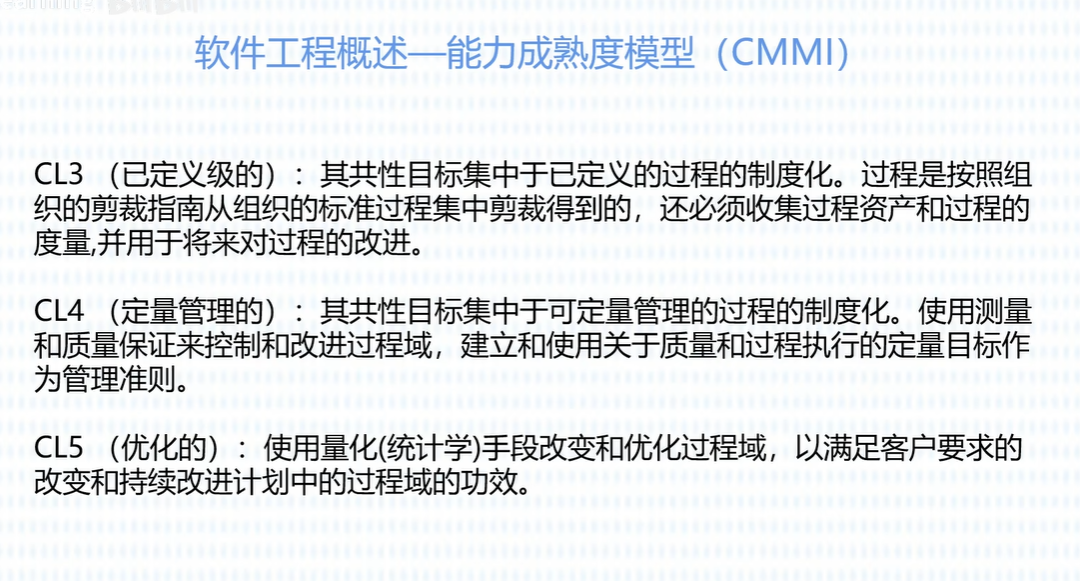 软件工程概述—能力成熟度模型（CMMI）
CL3 （已定义级的）：其共性目标集中于已定义的过程的制度化。过程是按照组
织的剪裁指南从组织的标准过程集中剪裁得到的，还必须收集过程资产和过程的
度量,并用于将来对过程的改进。
CL4 （定量管理的）：其共性目标集中于可定量管理的过程的制度化。使用测量
和质量保证来控制和改进过程域，建立和使用关于质量和过程执行的定量目标作
为管理准则。
CL5 （优化的）：使用量化(统计学)手段改变和优化过程域，以满足客户要求的
改变和持续改进计划中的过程域的功效。